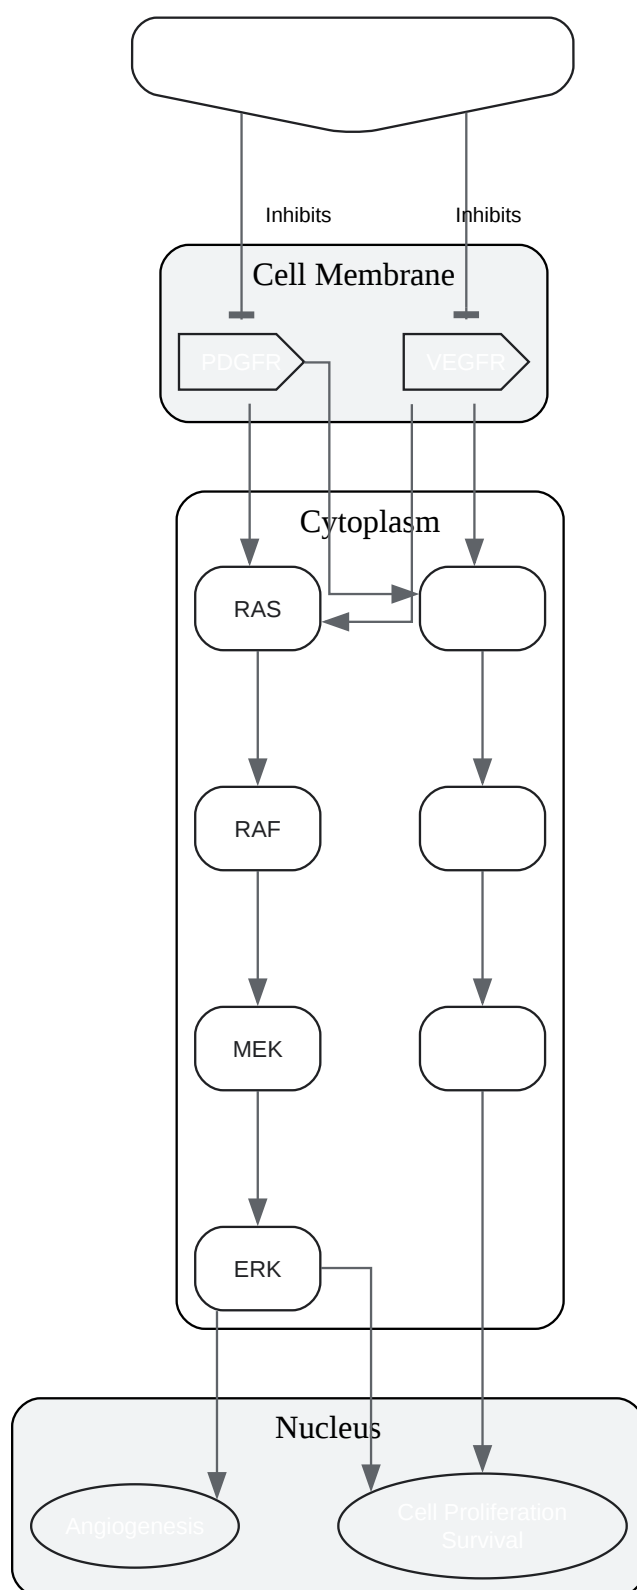 Inhibits
Inhibits
Cell Membrane
PDGFR
VEGFR
Cytoplasm
RAS
RAF
MEK
ERK
Nucleus
Angiogenesis
Cell Proliferation
Survival